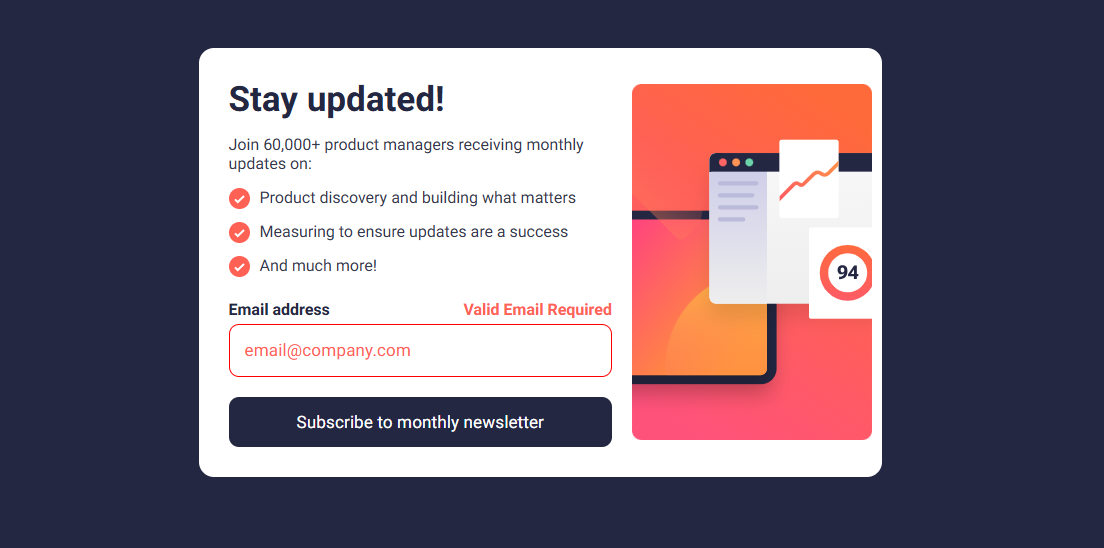 Stay updated!
Join 60,000+ product managers receiving monthly
updates on:
Product discovery and building what matters
Measuring to ensure updates are a success
And much more!
Email address
Valid Email Required
email@company.com
Subscribe to monthly newsletter
94